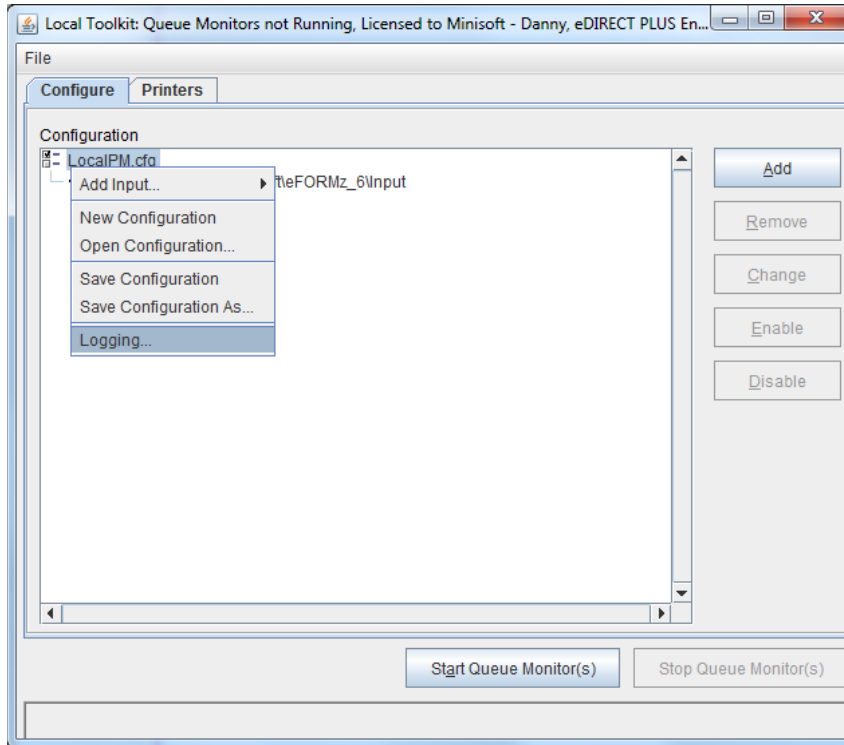 Local Toolkit: Queue Monitors not Running, Licensed to Minisoft - Danny, eDIRECT PLUS En...
File
Configure Printers
Configuration
LocalPM.cfg
Add Input... ft\eFORMz_6\Input
New Configuration
Open Configuration...
Save Configuration
Save Configuration As...
Logging...
Add
Remove
Change
Enable
Disable
Start Queue Monitor(s) Stop Queue Monitor(s)